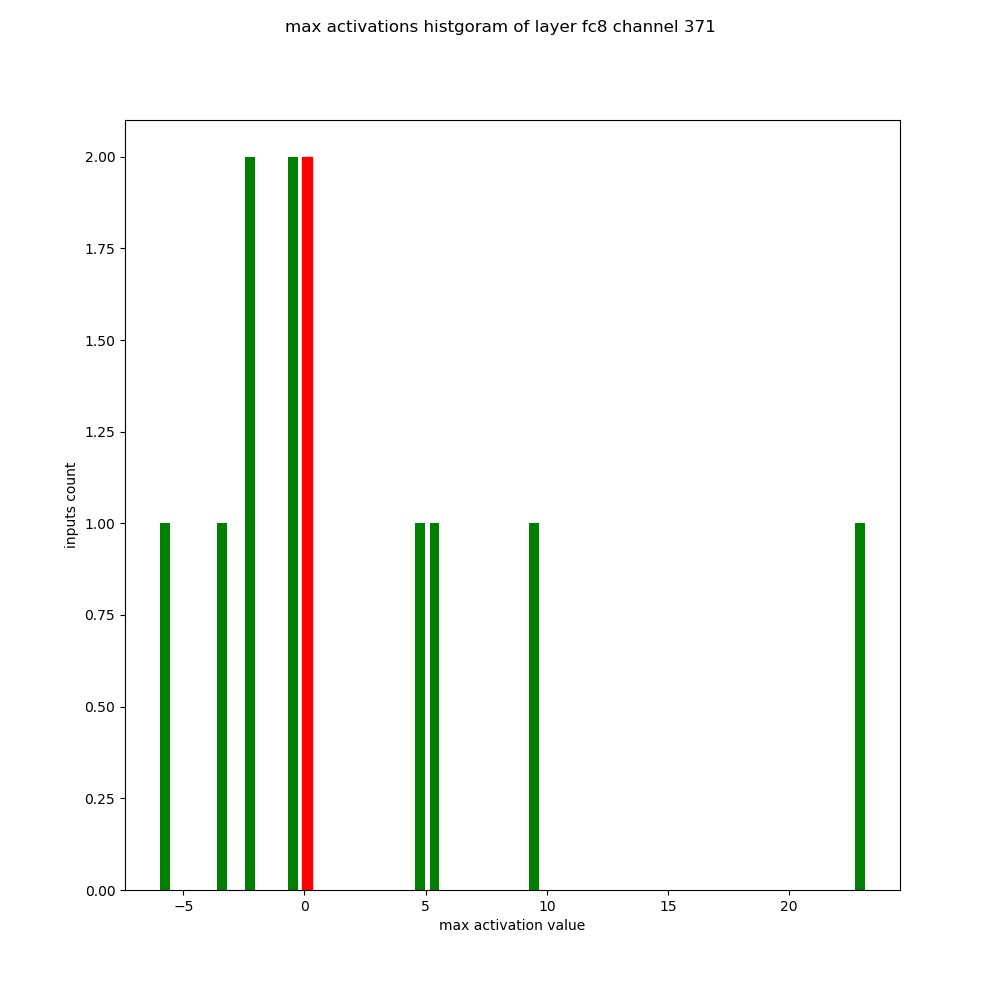 max activations histgoram of layer fc8 channel 371
2.00
1.75
1.50
1.25
1.00
0.75
0.50
0.25
0.00
inputs count
−5 0 5 10 15 20
max activation value